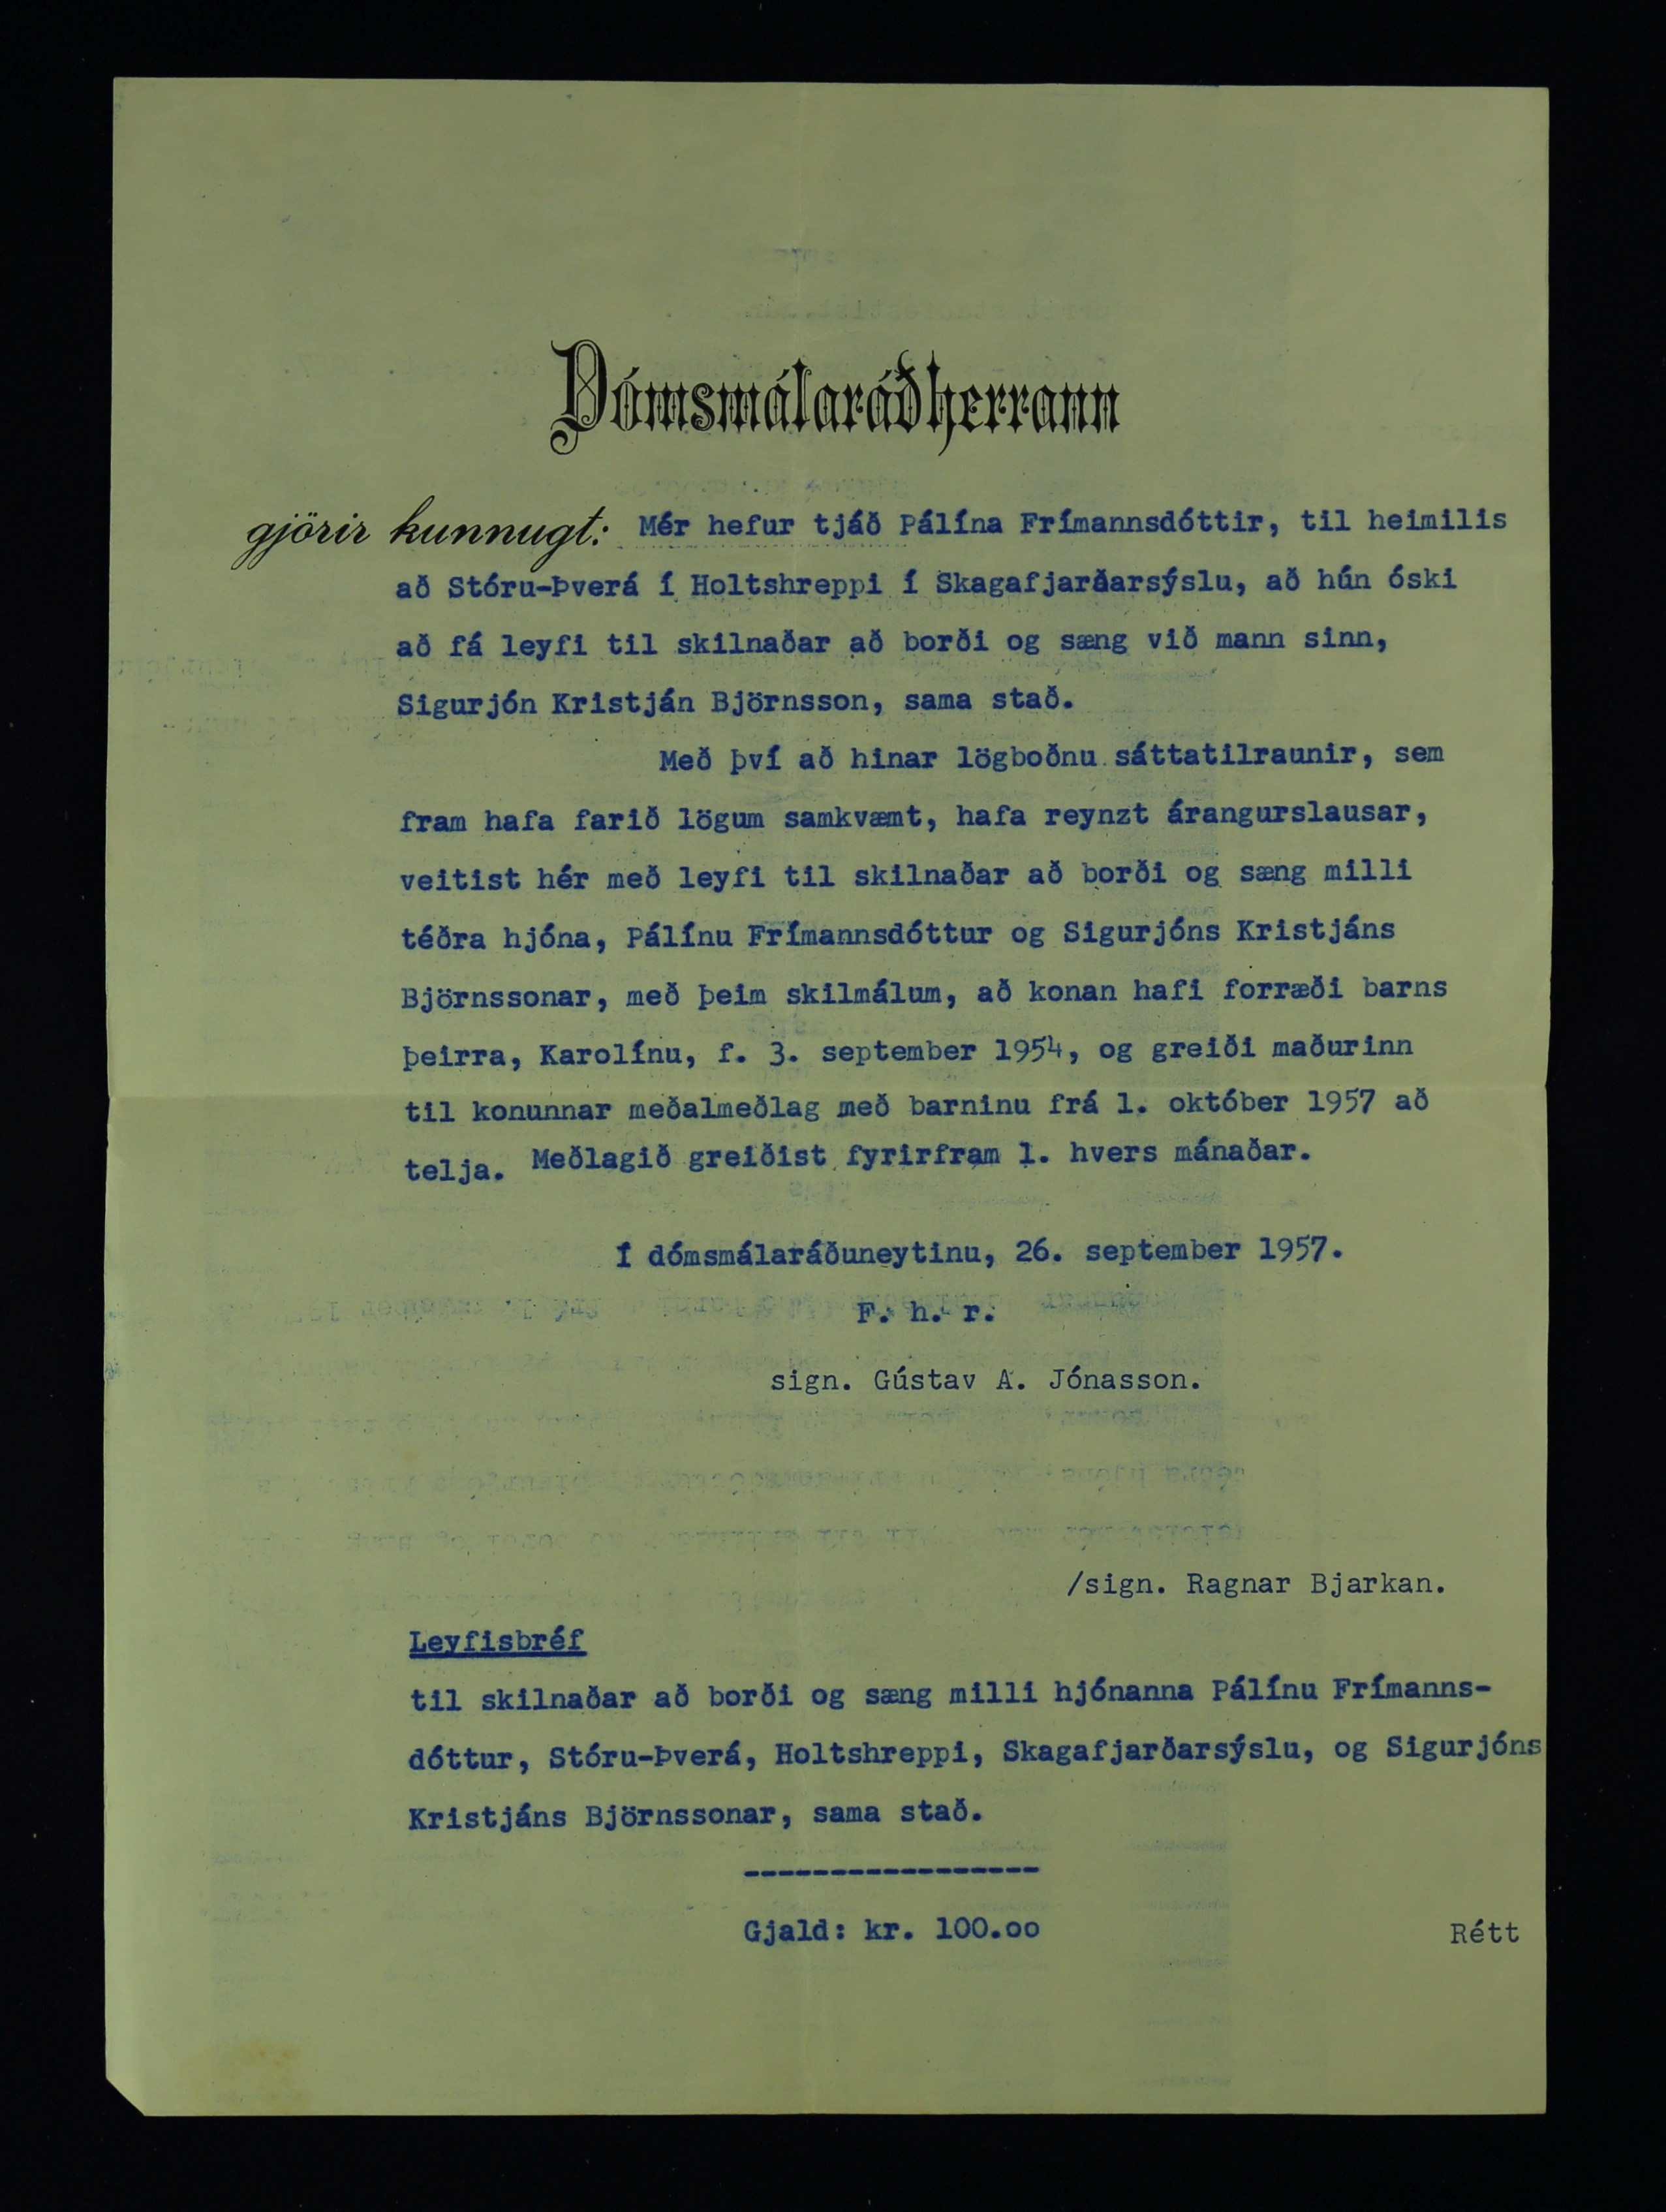 Dómsmálaráðherrann
gjörir kunnugt: Mér hefur tjáð Pálína Frímannsdóttir, til heimilis
að Stóru-Þverá í Holtshreppi í Skagafjarðarsýslu, að hún óski
að fá leyfi til skilnaðar að borði og sæng við mann sinn,
Sigurjón Kristján Björnsson, sama stað.
Með því að hinar lögboðnu sáttatilraunir, sem
fram hafa farið lögum samkvæmt, hafa reynzt árangurslausar,
veitist hér með leyfi til skilnaðar að borði og sæng milli
téðra hjóna, Pálínu Frímannsdóttur og Sigurjóns Kristjáns
Björnssonar, með þeim skilmálum, að konan hafi forræði barns
þeirra, Karolínu, f. 3. september 1954, og greiði maðurinn
til konunnar meðalmeðlag með barninu frá 1. október 1957 að
telja. Meðlagið greiðist fyrirfram 1. hvers mánaðar.
Í dómsmálaráðuneytinu, 26. september 1957.
F. h. r.
sign. Gústav A. Jónasson.
/sign. Ragnar Bjarkan.
Leyfisbréf
til skilnaðar að borði og sæng milli hjónanna Pálínu Frímanns-
dóttur, Stóru-Þverá, Holtshreppi, Skagafjarðarsýslu, og Sigurjóns
Kristjáns Björnssonar, sama stað.
-----------------
Gjald: kr. 100.oo
Rétt